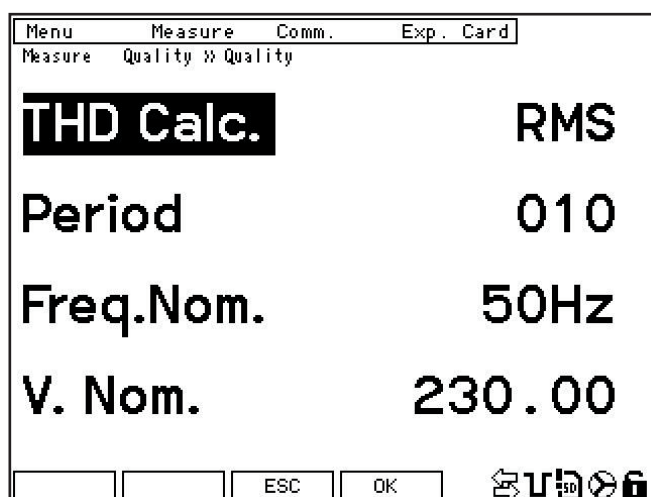 Menu Measure Comm. Exp. Card
Measure Quality » Quality
THD Calc. RMS
Period 010
Freq.Nom. 50Hz
V. Nom. 230.00
ESC OK
SD